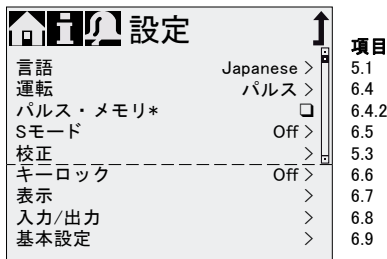 設定
項目
言語 Japanese > 5.1
運転 パルス > 6.4
パルス・メモリ* ❏ 6.4.2
Sモード Off > 6.5
校正 > 5.3
キーロック Off > 6.6
表示 > 6.7
入力/出力 > 6.8
基本設定 > 6.9